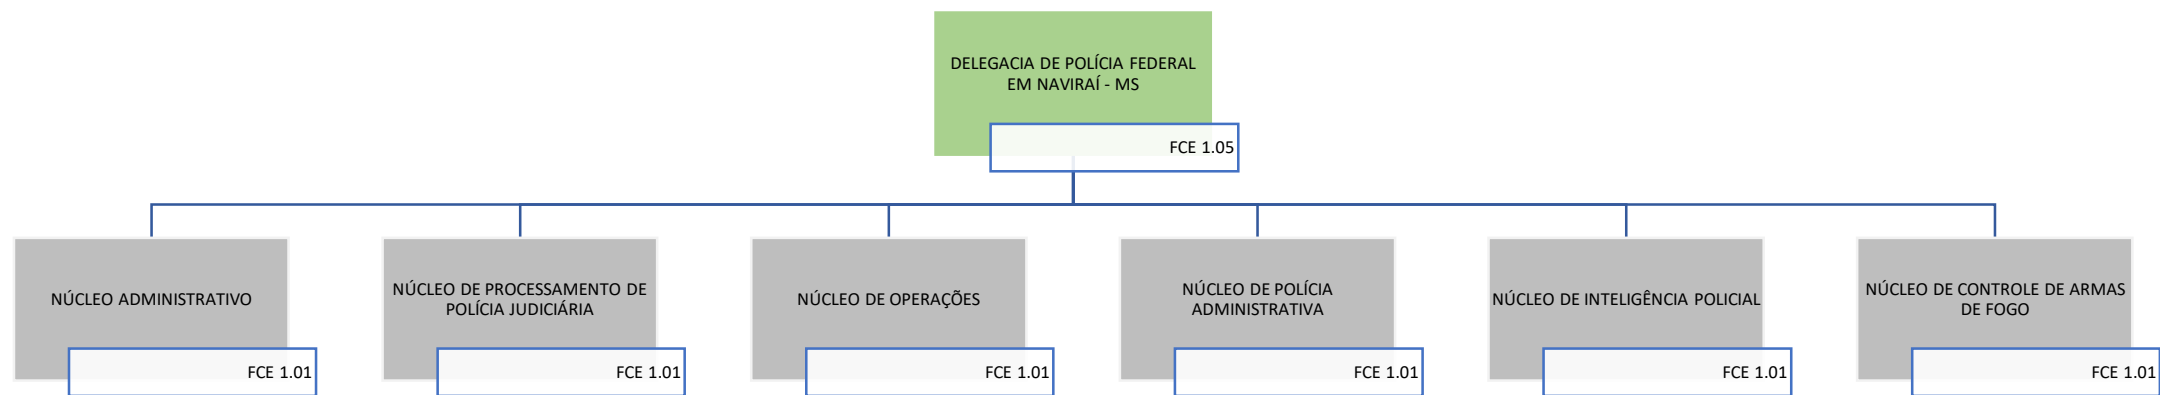 DELEGACIA DE POLÍCIA FEDERAL
EM NAVIRAÍ - MS
FCE 1.05
NÚCLEO ADMINISTRATIVO
FCE 1.01
NÚCLEO DE PROCESSAMENTO DE
POLÍCIA JUDICIÁRIA
FCE 1.01
NÚCLEO DE OPERAÇÕES
FCE 1.01
NÚCLEO DE POLÍCIA
ADMINISTRATIVA
FCE 1.01
NÚCLEO DE INTELIGÊNCIA POLICIAL
FCE 1.01
NÚCLEO DE CONTROLE DE ARMAS
DE FOGO
FCE 1.01